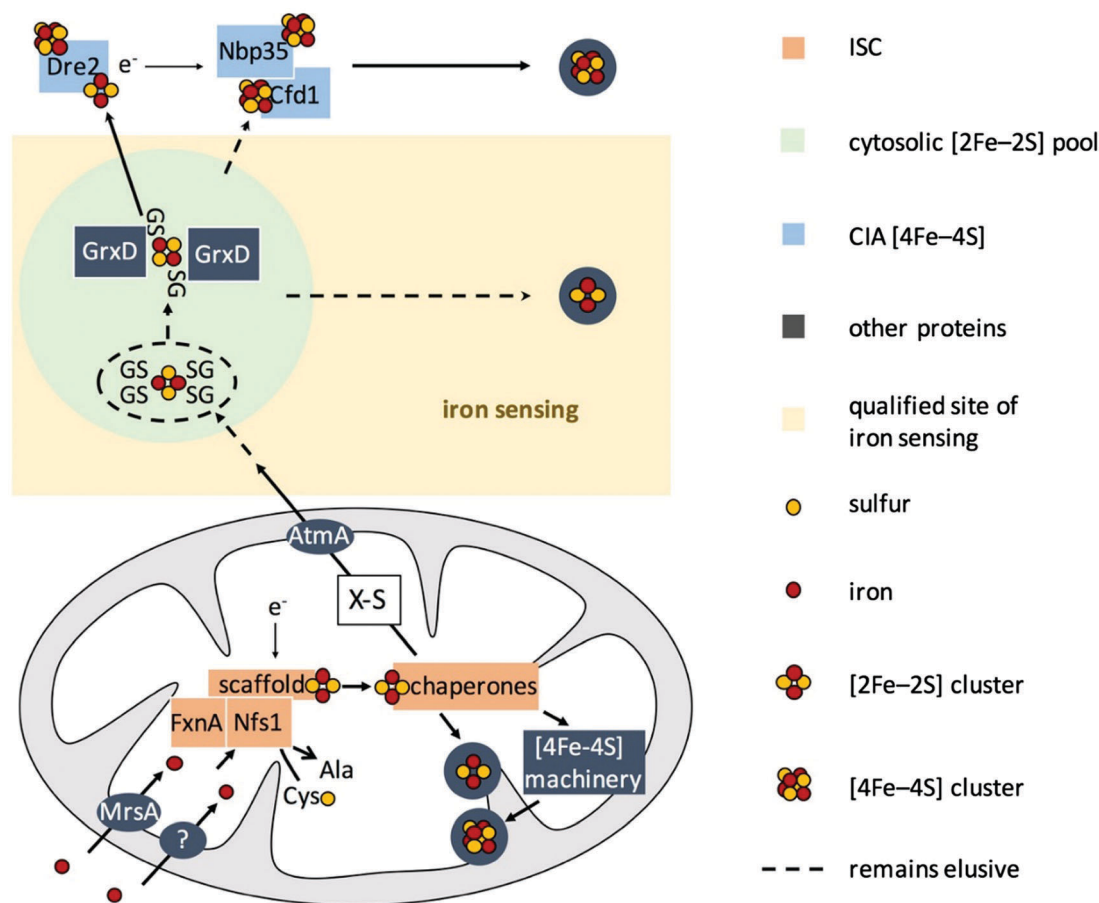 Dre2
e-
Nbp35
Cfd1
GrxD
GS
SG
GrxD
GS SG
GS SG
iron sensing
AtmA
X-S
e-
scaffold
chaperones
FxnA
Nfs1
[4Fe-4S]
machinery
Ala
Cys
MrsA
?
ISC
cytosolic [2Fe–2S] pool
CIA [4Fe–4S]
other proteins
qualified site of
iron sensing
sulfur
iron
[2Fe–2S] cluster
[4Fe–4S] cluster
remains elusive